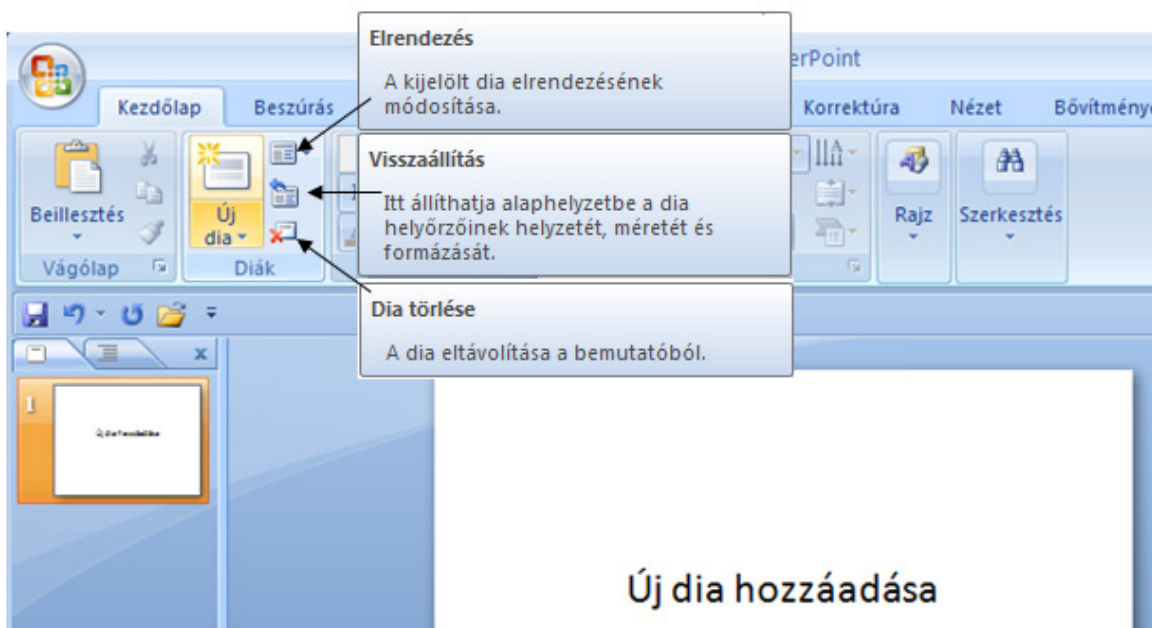 Elrendezés
A kijelölt dia elrendezésének
módosítása.
erPoint
Kezdőlap
Beszúrás
Korrektúra
Nézet
Bővítmény
Visszaállítás
Itt állíthatja alaphelyzetbe a dia
helyőrzőinek helyzetét, méretét és
formázását.
Beillesztés
Új
dia
Rajz
Szerkesztés
Vágólap
Diák
Dia törlése
A dia eltávolítása a bemutatóból.
1
Új dia hozzáadása